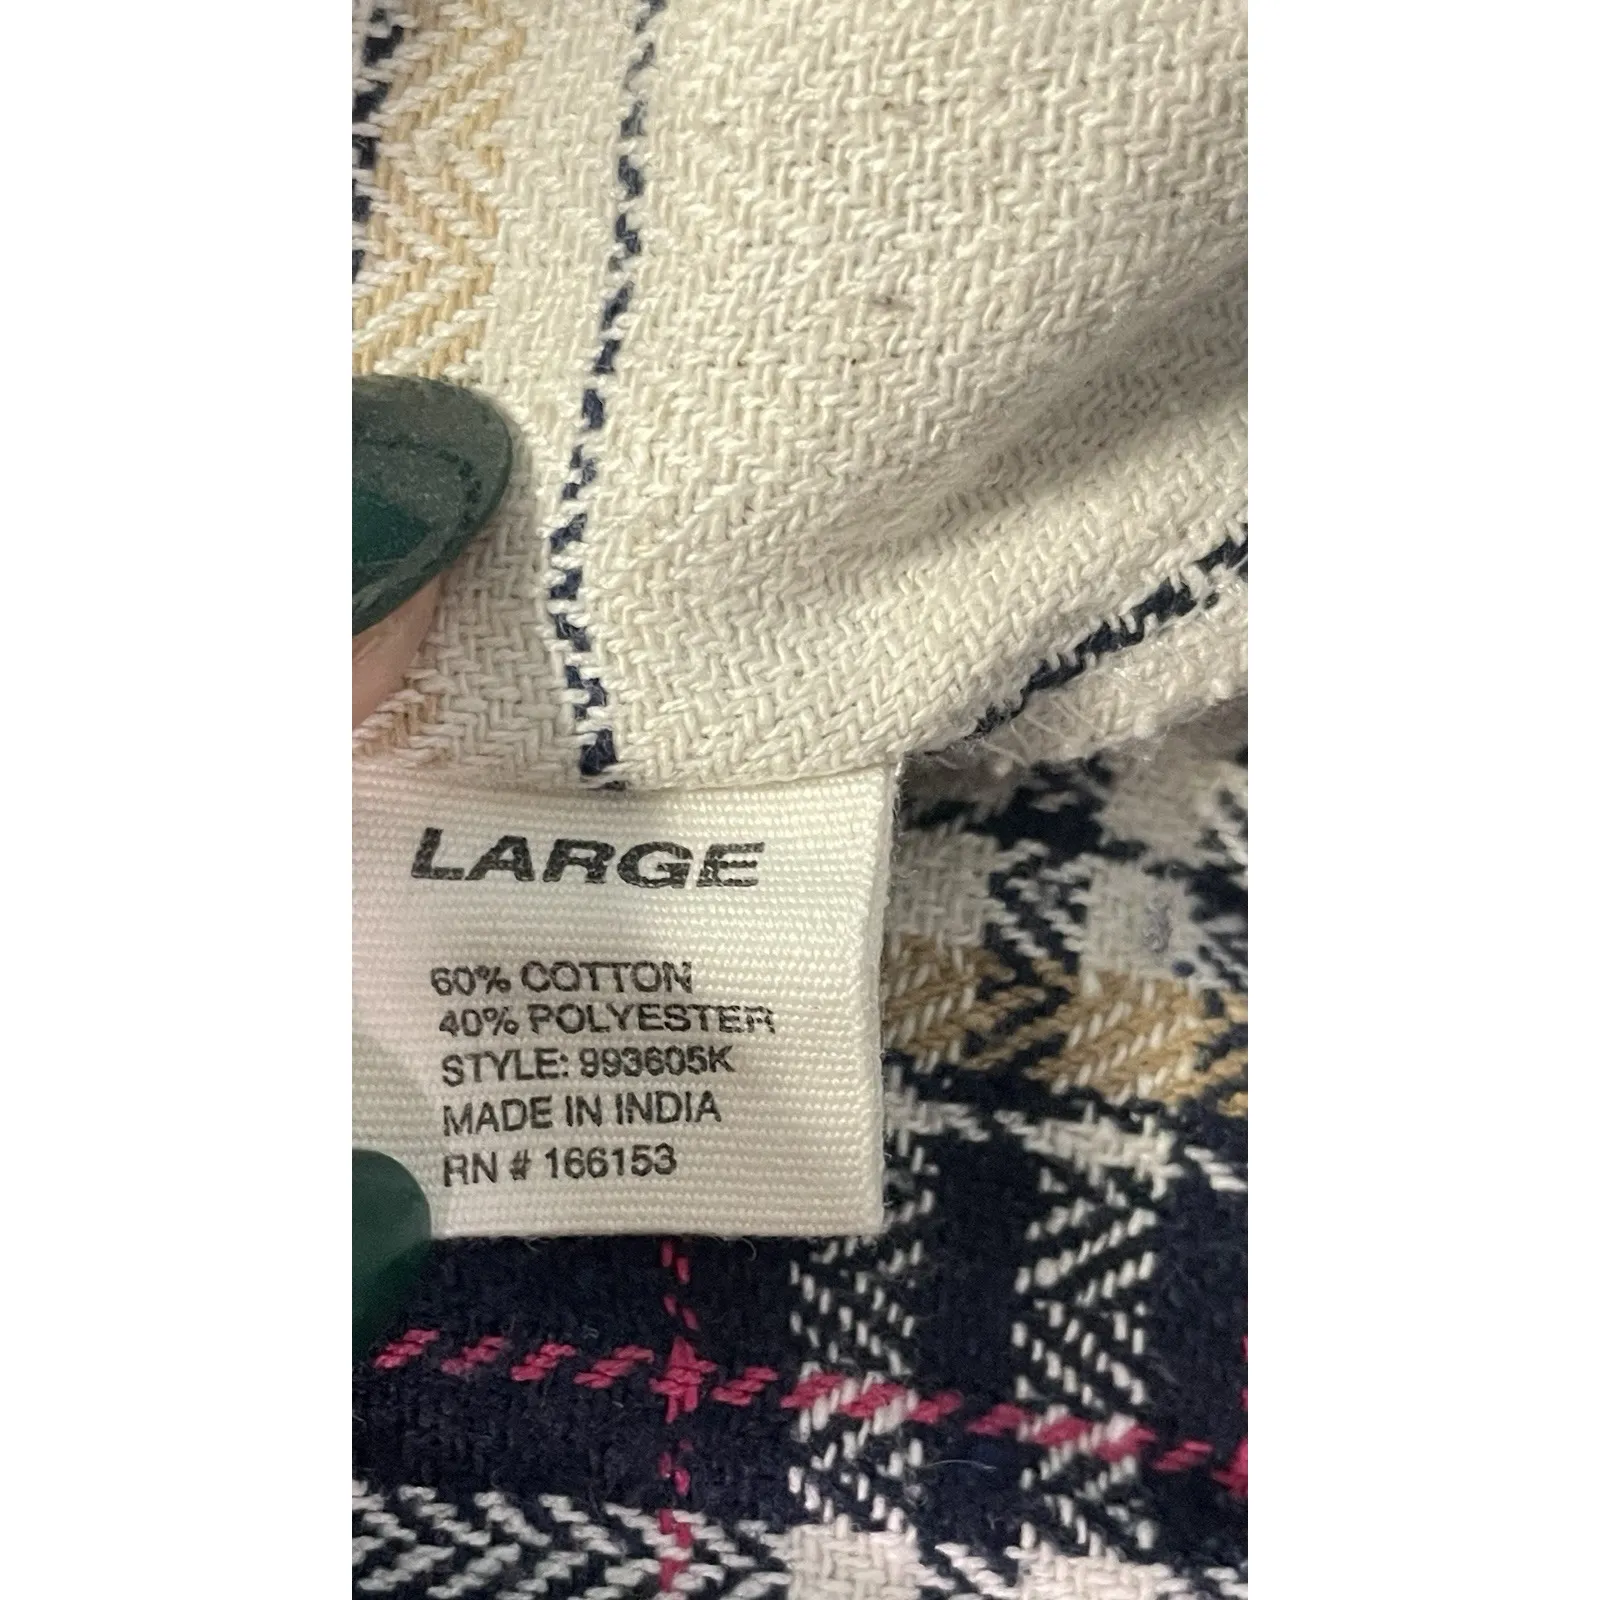 LARGE
60% COTTON
40% POLYESTER
STYLE: 993605K
MADE IN INDIA
RN # 166153